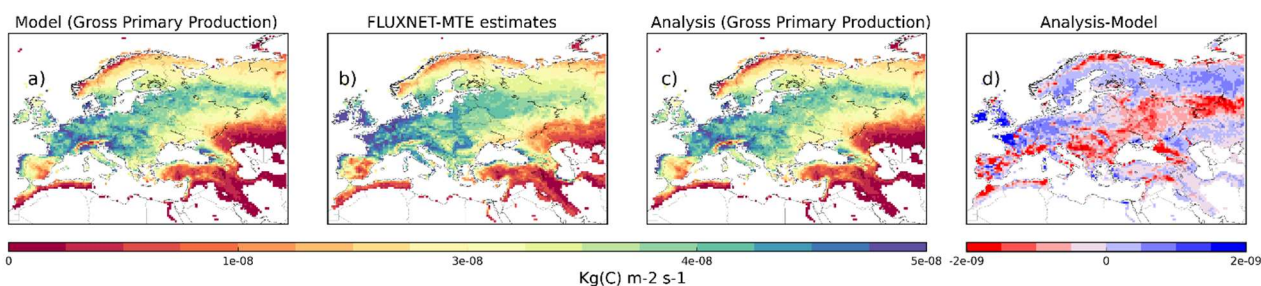 Model (Gross Primary Production) FLUXNET-MTE estimates Analysis (Gross Primary Production) Analysis-Model
a) b) c) d)
0 1e-08 3e-08 4e-08 5e-08 -2e-09 0 2e-09
Kg(C) m-2 s-1